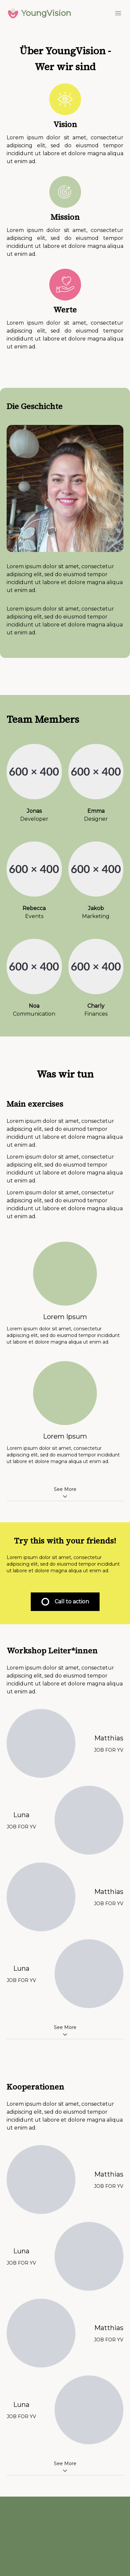 YoungVision
Über YoungVision -
Wer wir sind
Vision
Lorem ipsum dolor sit amet, consectetur
adipiscing elit, sed do eiusmod tempor
incididunt ut labore et dolore magna aliqua
ut enim ad.
Mission
Lorem ipsum dolor sit amet, consectetur
adipiscing elit, sed do eiusmod tempor
incididunt ut labore et dolore magna aliqua
ut enim ad.
Werte
Lorem ipsum dolor sit amet, consectetur
adipiscing elit, sed do eiusmod tempor
incididunt ut labore et dolore magna aliqua
ut enim ad.
Die Geschichte
Lorem ipsum dolor sit amet, consectetur
adipiscing elit, sed do eiusmod tempor
incididunt ut labore et dolore magna aliqua
ut enim ad.
Lorem ipsum dolor sit amet, consectetur
adipiscing elit, sed do eiusmod tempor
incididunt ut labore et dolore magna aliqua
ut enim ad.
Team Members
600 × 400
600 × 400
Jonas
Developer
Emma
Designer
600 × 400
600 × 400
Rebecca
Events
Jakob
Marketing
600 × 400
600 × 400
Noa
Communication
Charly
Finances
Was wir tun
Main exercises
Lorem ipsum dolor sit amet, consectetur
adipiscing elit, sed do eiusmod tempor
incididunt ut labore et dolore magna aliqua
ut enim ad.
Lorem ipsum dolor sit amet, consectetur
adipiscing elit, sed do eiusmod tempor
incididunt ut labore et dolore magna aliqua
ut enim ad.
Lorem ipsum dolor sit amet, consectetur
adipiscing elit, sed do eiusmod tempor
incididunt ut labore et dolore magna aliqua
ut enim ad.
Lorem Ipsum
Lorem ipsum dolor sit amet, consectetur
adipiscing elit, sed do eiusmod tempor incididunt
ut labore et dolore magna aliqua ut enim ad.
Lorem Ipsum
Lorem ipsum dolor sit amet, consectetur
adipiscing elit, sed do eiusmod tempor incididunt
ut labore et dolore magna aliqua ut enim ad.
See More
Try this with your friends!
Lorem ipsum dolor sit amet, consectetur
adipiscing elit, sed do eiusmod tempor incididunt
ut labore et dolore magna aliqua ut enim ad.
Call to action
Workshop Leiter*innen
Lorem ipsum dolor sit amet, consectetur
adipiscing elit, sed do eiusmod tempor
incididunt ut labore et dolore magna aliqua
ut enim ad.
Matthias
JOB FOR YV
Luna
JOB FOR YV
Matthias
JOB FOR YV
Luna
JOB FOR YV
See More
Kooperationen
Lorem ipsum dolor sit amet, consectetur
adipiscing elit, sed do eiusmod tempor
incididunt ut labore et dolore magna aliqua
ut enim ad.
Matthias
JOB FOR YV
Luna
JOB FOR YV
Matthias
JOB FOR YV
Luna
JOB FOR YV
See More